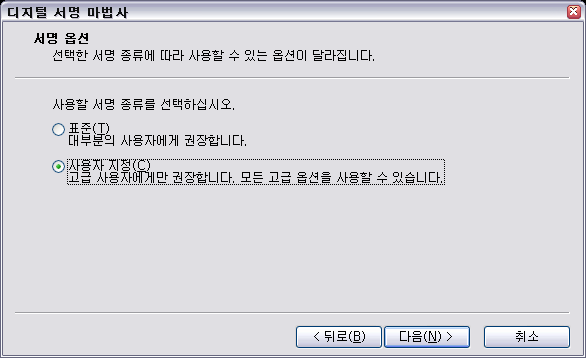 디지털 서명 마법사
서명 옵션
선택한 서명 종류에 따라 사용할 수 있는 옵션이 달라집니다.
사용할 서명 종류를 선택하십시오.
표준(T)
대부분의 사용자에게 권장합니다.
사용자 지정(C)
고급 사용자에게만 권장합니다. 모든 고급 옵션을 사용할 수 있습니다.
< 뒤로(B) 다음(N) > 취소